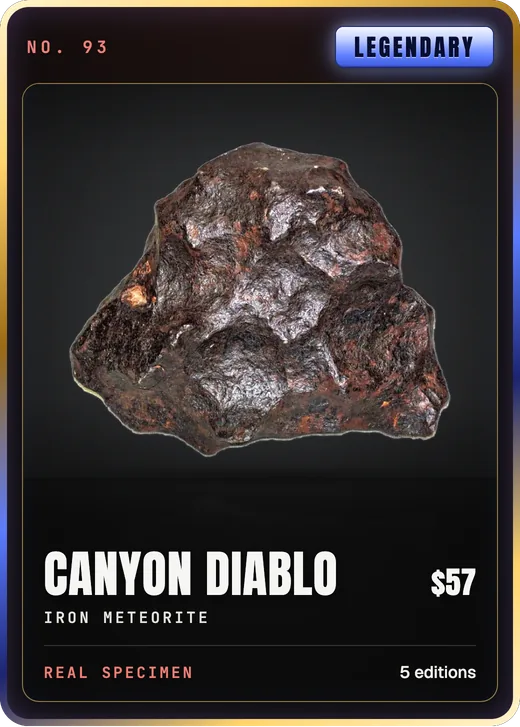 NO. 93
LEGENDARY
CANYON DIABLO
$57
IRON METEORITE
REAL SPECIMEN
5 editions